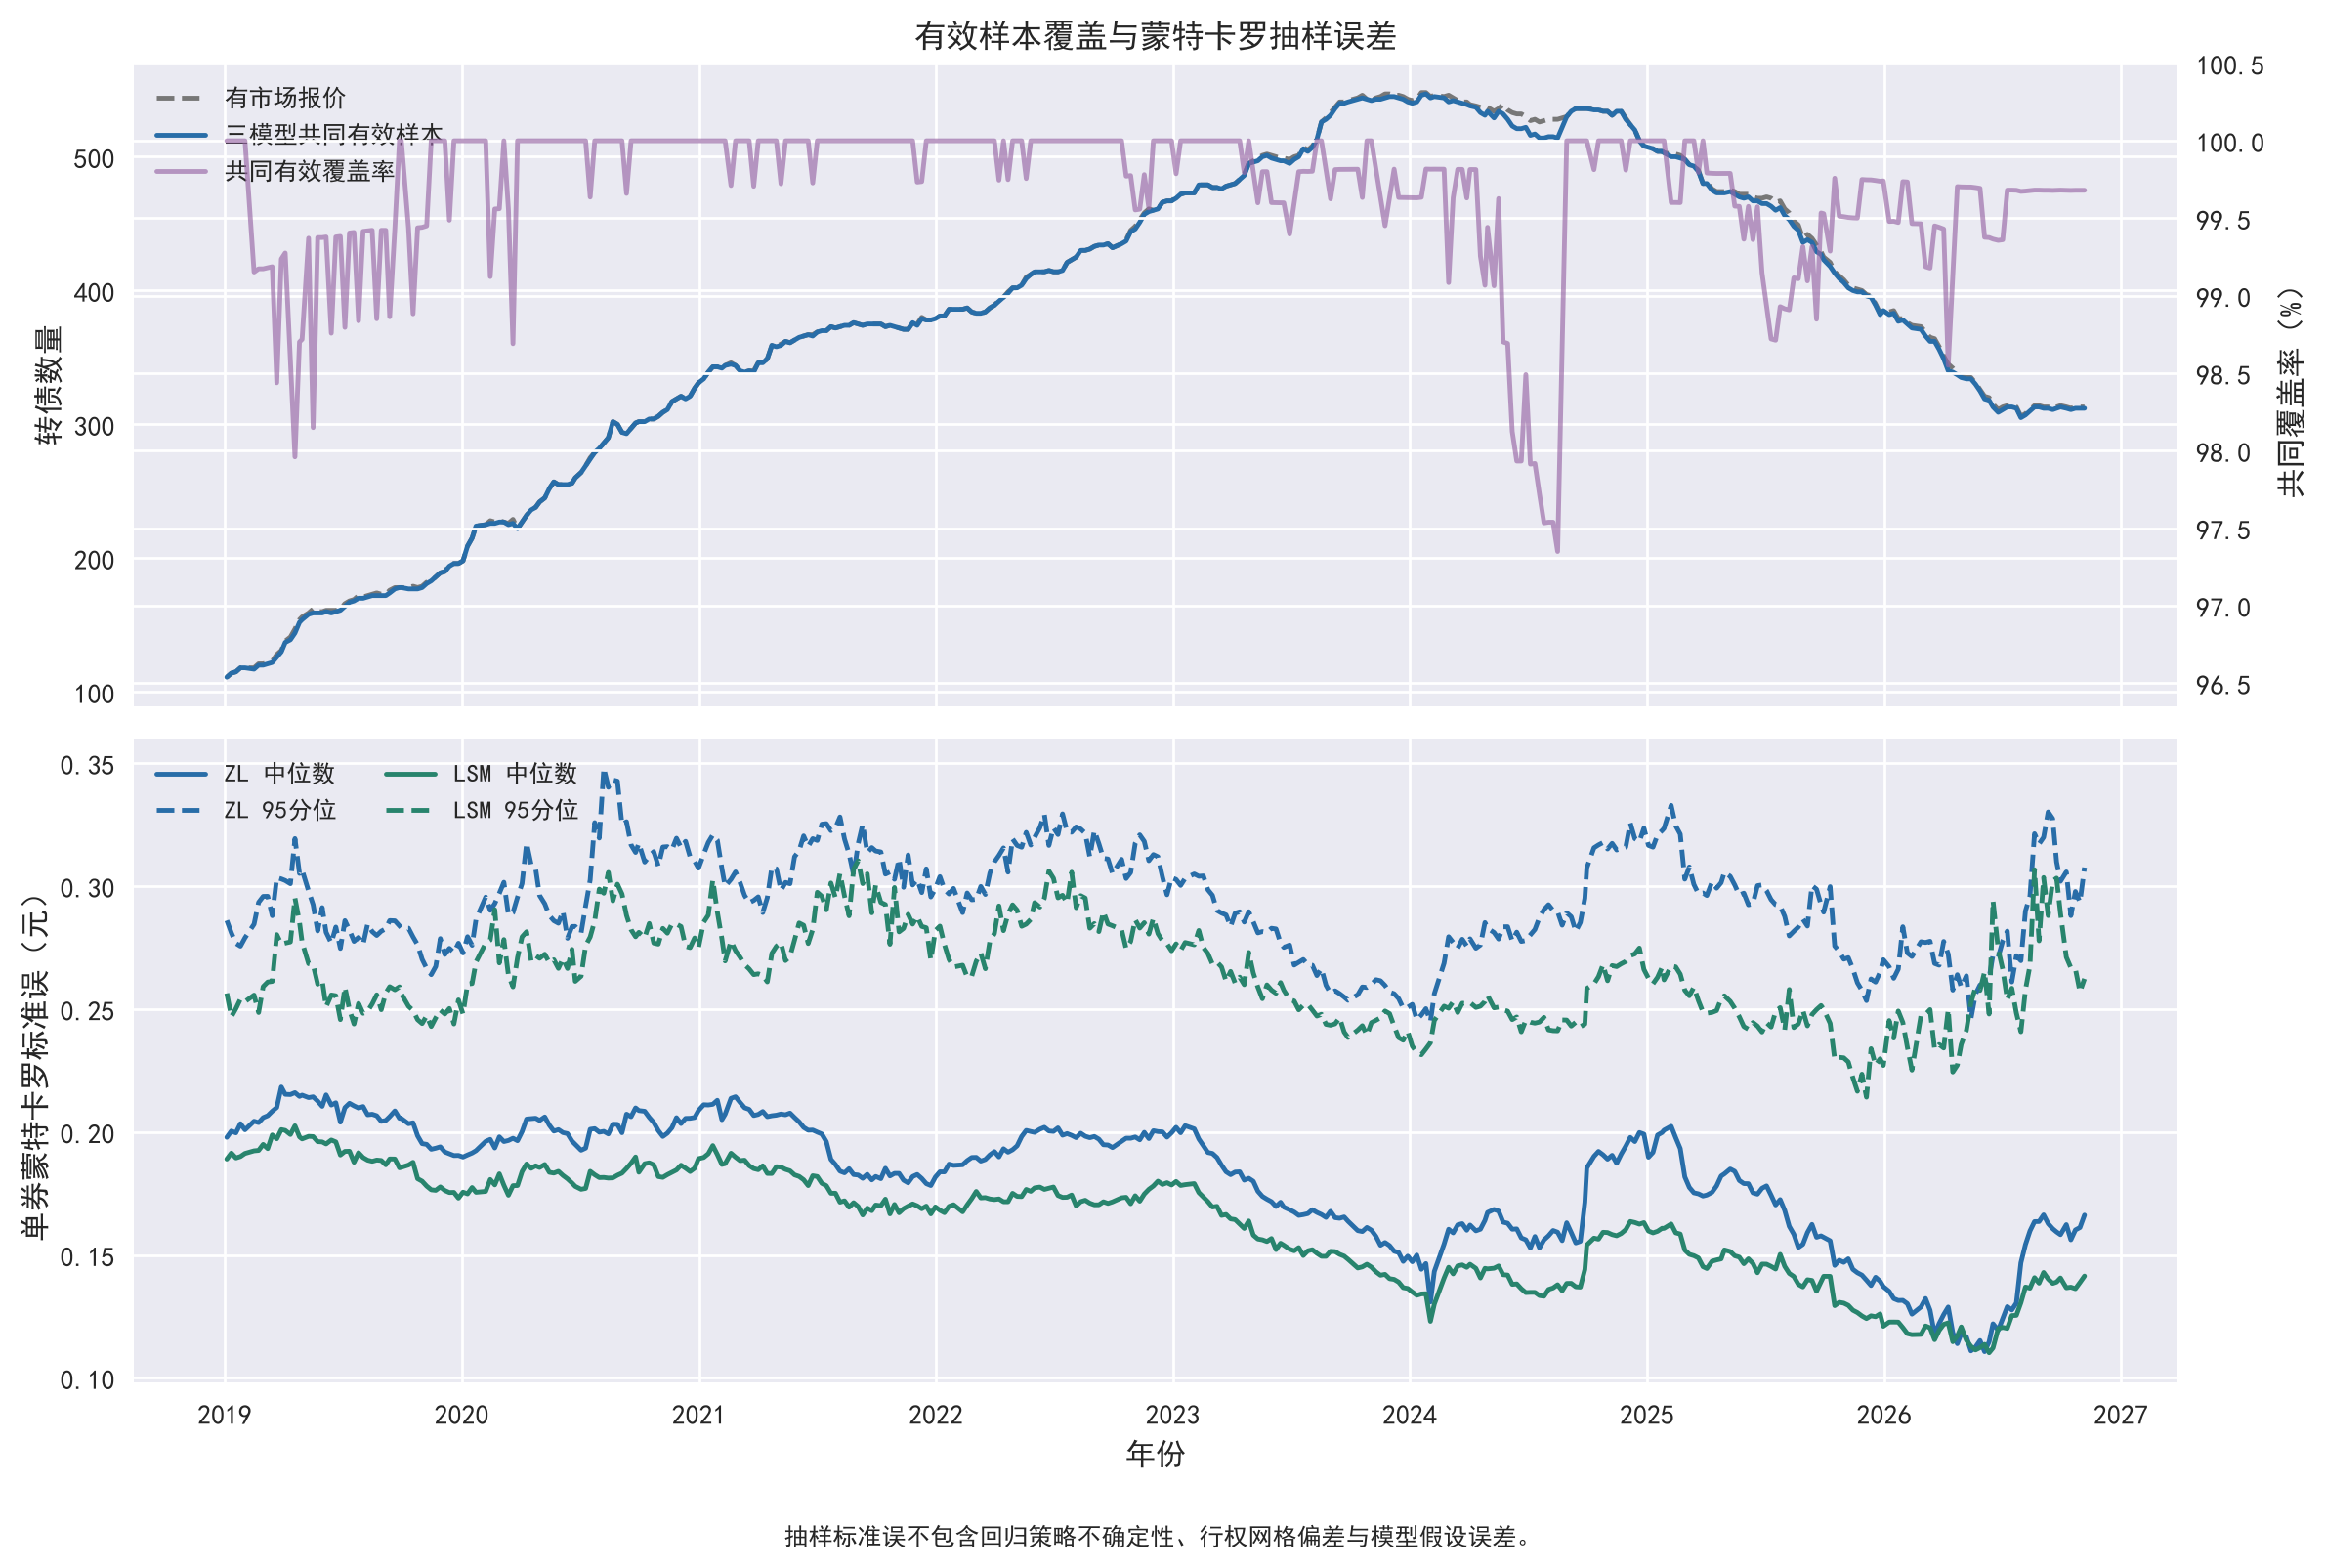 有效样本覆盖与蒙特卡罗抽样误差
有市场报价
三模型共同有效样本
共同有效覆盖率
转债数量
500
400
300
200
100
100.5
100.0
99.5
99.0
98.5
98.0
97.5
97.0
96.5
共同覆盖率（%）
ZL 中位数
ZL 95分位
LSM 中位数
LSM 95分位
单券蒙特卡罗标准误（元）
0.35
0.30
0.25
0.20
0.15
0.10
2019 2020 2021 2022 2023 2024 2025 2026 2027
年份
抽样标准误不包含回归策略不确定性、行权网格偏差与模型假设误差。